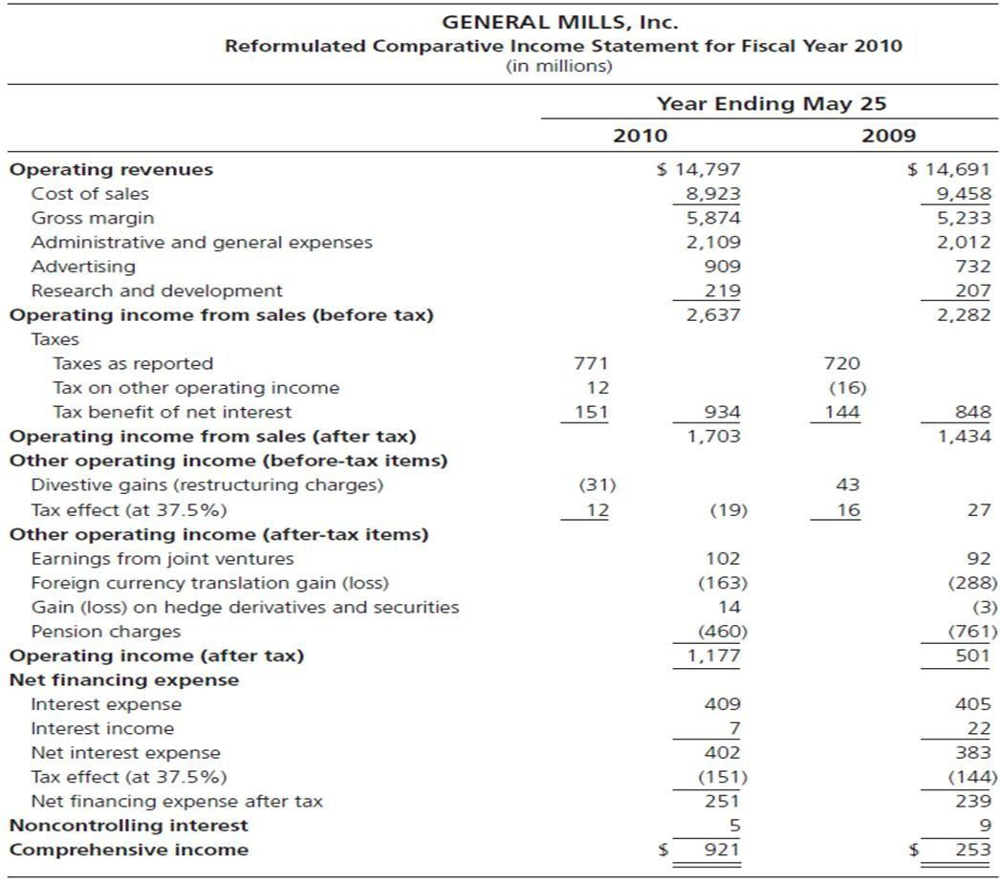 GENERAL MILLS, Inc.
Reformulated Comparative Income Statement for Fiscal Year 2010
(in millions)
Year Ending May 25
2010 2009
Operating revenues $ 14,797 $ 14,691
Cost of sales 8,923 9,458
Gross margin 5,874 5,233
Administrative and general expenses 2,109 2,012
Advertising 909 732
Research and development 219 207
Operating income from sales (before tax) 2,637 2,282
Taxes
Taxes as reported 771 720
Tax on other operating income 12 (16)
Tax benefit of net interest 151 934 144 848
Operating income from sales (after tax) 1,703 1,434
Other operating income (before-tax items)
Divestive gains (restructuring charges) (31) 43
Tax effect (at 37.5%) 12 (19) 16 27
Other operating income (after-tax items)
Earnings from joint ventures 102 92
Foreign currency translation gain (loss) (163) (288)
Gain (loss) on hedge derivatives and securities 14 (3)
Pension charges (460) (761)
Operating income (after tax) 1,177 501
Net financing expense
Interest expense 409 405
Interest income 7 22
Net interest expense 402 383
Tax effect (at 37.5%) (151) (144)
Net financing expense after tax 251 239
Noncontrolling interest 5 9
Comprehensive income $ 921 $ 253